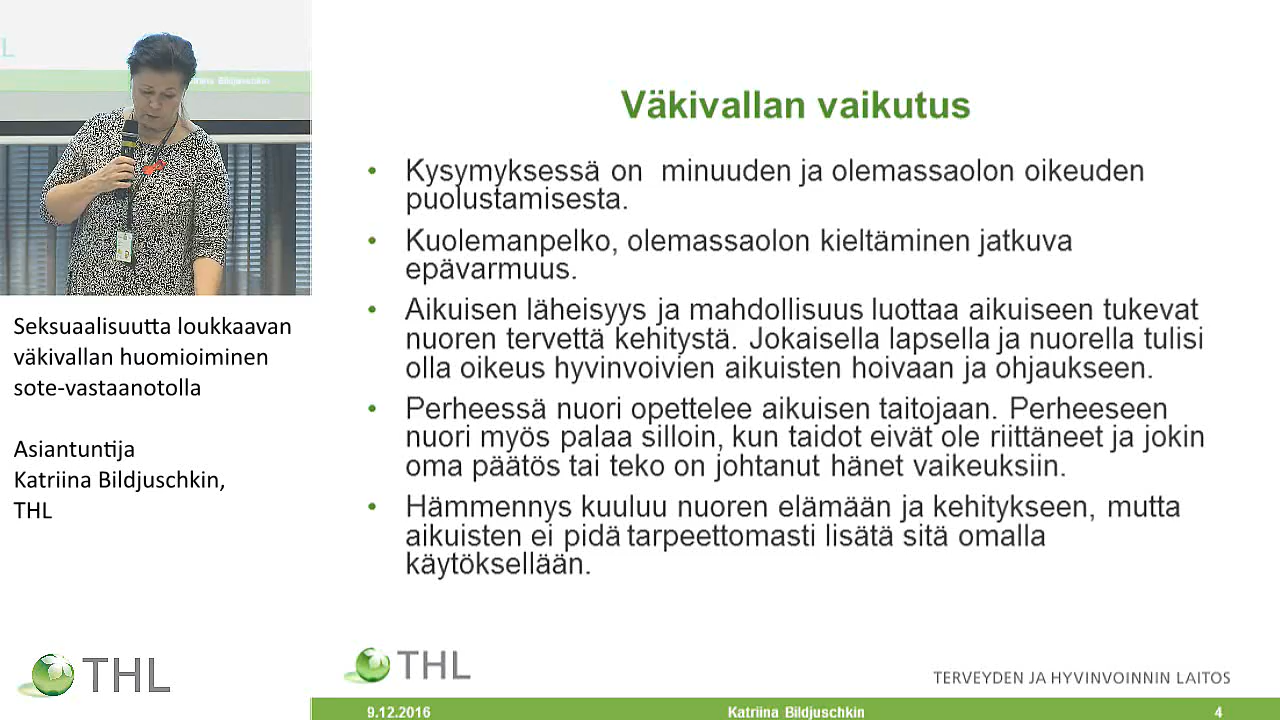 L
Katriina Bildjuschkin
Seksuaalisuutta loukkaavan
väkivallan huomioiminen
sote-vastaanotolla
Asiantuntija
Katriina Bildjuschkin,
THL
THL
Väkivallan vaikutus
• Kysymyksessä on minuuden ja olemassaolon oikeuden
puolustamisesta.
• Kuolemanpelko, olemassaolon kieltäminen jatkuva
epävarmuus.
• Aikuisen läheisyys ja mahdollisuus luottaa aikuiseen tukevat
nuoren tervettä kehitystä. Jokaisella lapsella ja nuorella tulisi
olla oikeus hyvinvoivien aikuisten hoivaan ja ohjaukseen.
• Perheessä nuori opettelee aikuisen taitojaan. Perheeseen
nuori myös palaa silloin, kun taidot eivät ole riittäneet ja jokin
oma päätös tai teko on johtanut hänet vaikeuksiin.
• Hämmennys kuuluu nuoren elämään ja kehitykseen, mutta
aikuisten ei pidä tarpeettomasti lisätä sitä omalla
käytöksellään.
THL
TERVEYDEN JA HYVINVOINNIN LAITOS
9.12.2016 Katriina Bildjuschkin 4